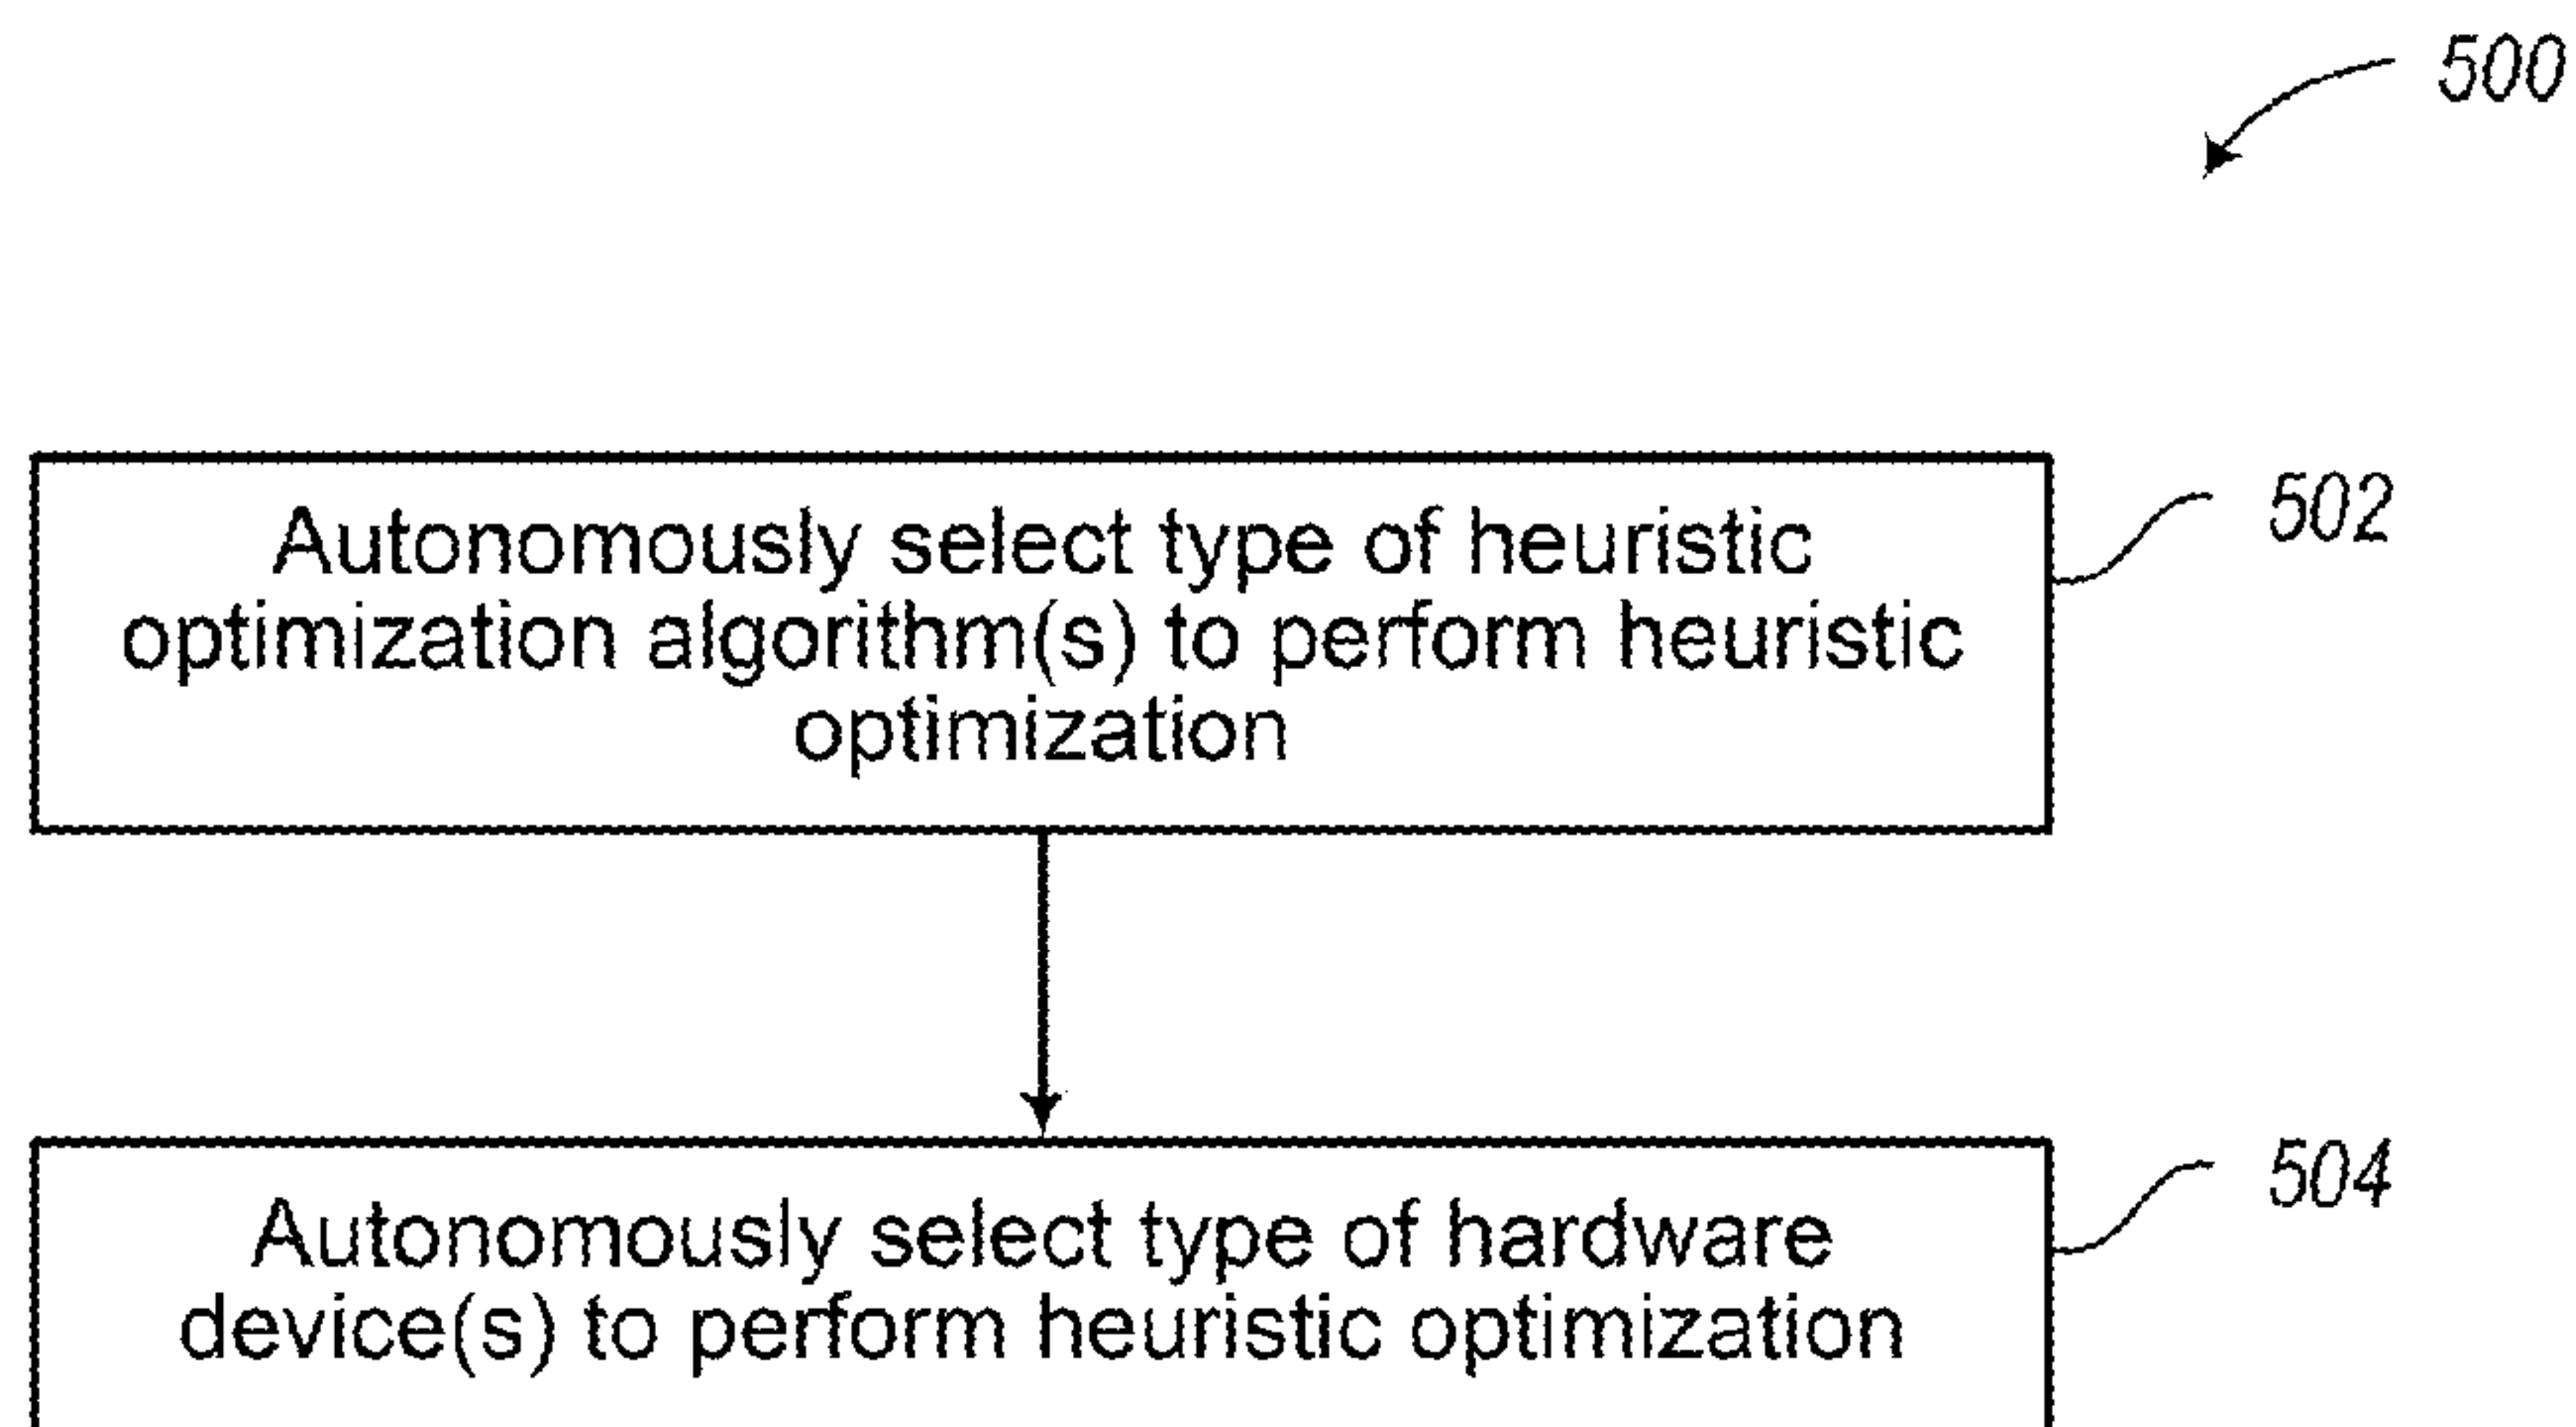 500
Autonomously select type of heuristic
optimization algorithm(s) to perform heuristic
optimization
502
Autonomously select type of hardware
device(s) to perform heuristic optimization
504